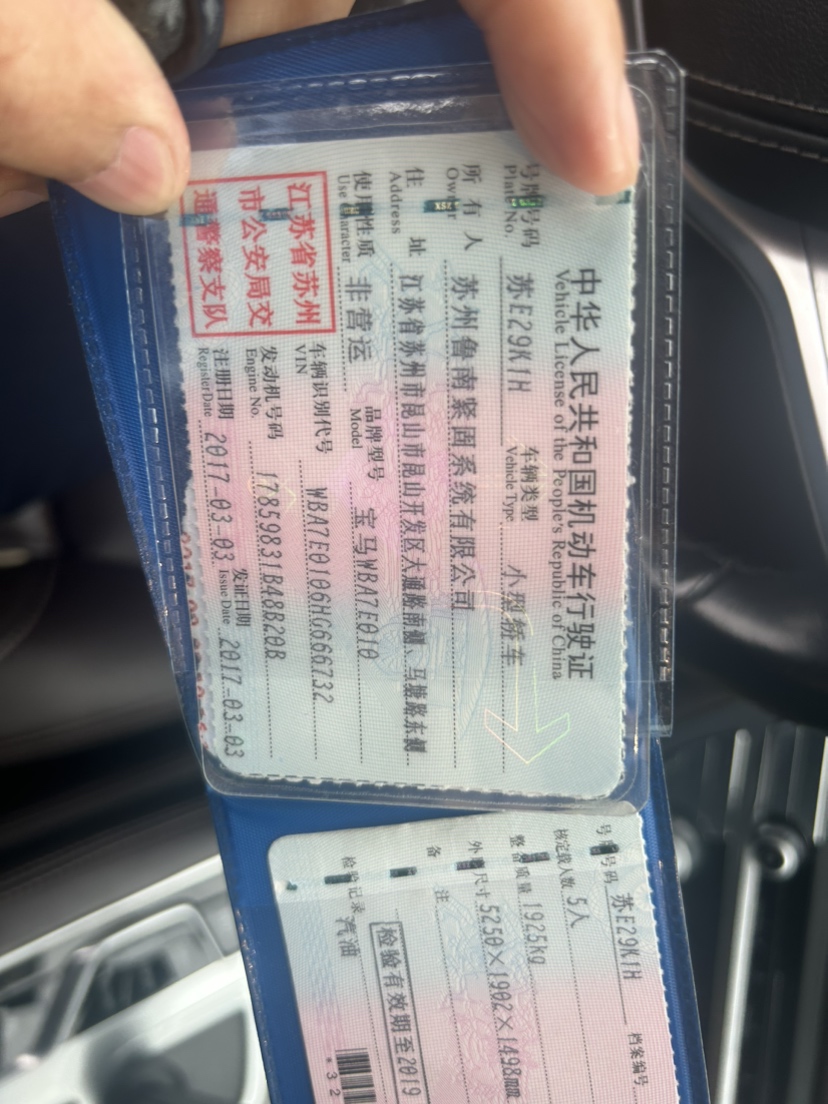 中华人民共和国机动车行驶证
Vehicle License of the People's Republic of China
号牌号码 苏E29K1H 车辆类型 小型轿车
Plate No. Vehicle Type
所有人 苏州鲁南紧固系统有限公司
Owner
住址 江苏省苏州市昆山市昆山开发区大通路南侧、马塘路东侧
Address
使用性质 非营运 品牌型号 宝马WBA7E010
Use Character Model
江苏省苏州
市公安局交
通警察支队
车辆识别代号 WBA7E0106HG666732
VIN
发动机号码 17859831B48B20B
Engine No.
注册日期 2017-03-03 发证日期 2017-03-03
Register Date Issue Date
号牌号码 苏E29K1H 档案编号
核定载人数 5人
整备质量 1925kg
外廓尺寸 5250×1902×1498mm
备注
检验有效期至2019
检验记录 汽油
*32